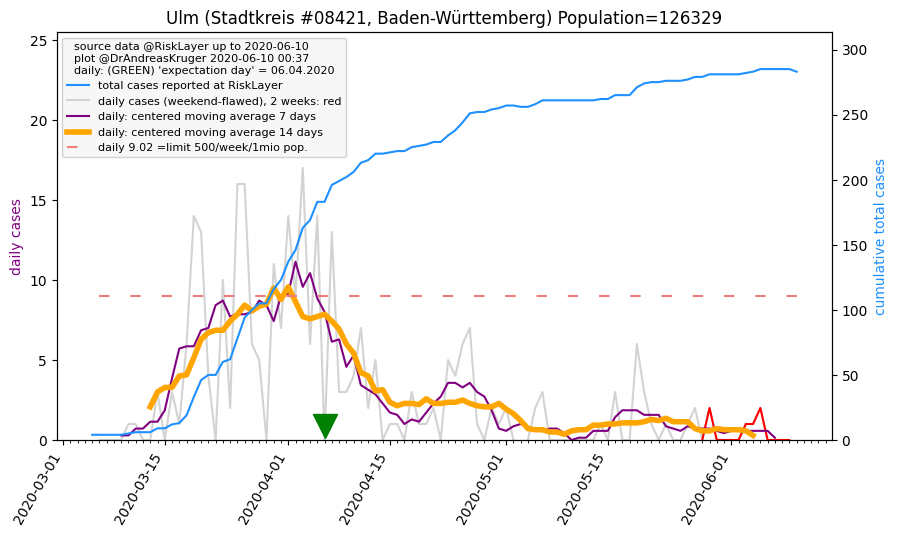 Ulm (Stadtkreis #08421, Baden-Württemberg) Population=126329
source data @RiskLayer up to 2020-06-10
plot @DrAndreasKruger 2020-06-10 00:37
daily: (GREEN) 'expectation day' = 06.04.2020
total cases reported at RiskLayer
daily cases (weekend-flawed), 2 weeks: red
daily: centered moving average 7 days
daily: centered moving average 14 days
daily 9.02 =limit 500/week/1mio pop.
daily cases
25
20
15
10
5
0
300
250
200
150
100
50
0
cumulative total cases
2020-03-01
2020-03-15
2020-04-01
2020-04-15
2020-05-01
2020-05-15
2020-06-01